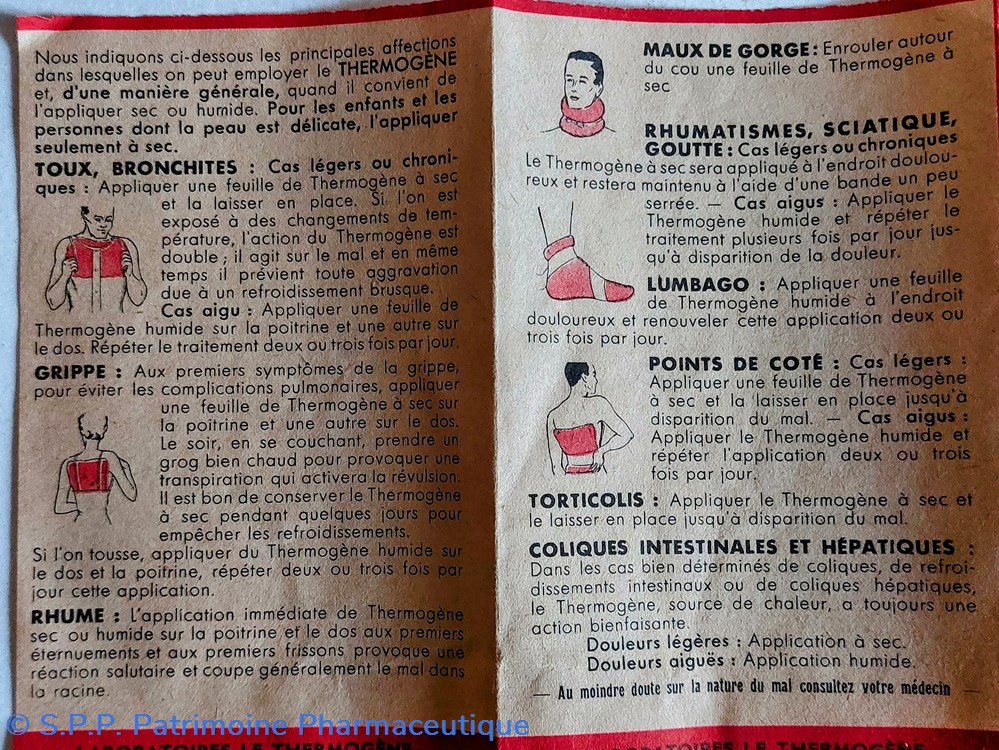 Nous indiquons ci-dessous les principales affections
dans lesquelles on peut employer le THERMOGÈNE
et, d'une manière générale, quand il convient de
l'appliquer sec ou humide. Pour les enfants et les
personnes dont la peau est délicate, l'appliquer
seulement à sec.
TOUX, BRONCHITES : Cas légers ou chroni-
ques : Appliquer une feuille de Thermogène à sec
et la laisser en place. Si l'on est
exposé à des changements de tem-
pérature, l'action du Thermogène est
double ; il agit sur le mal et en même
temps il prévient toute aggravation
due à un refroidissement brusque.
Cas aigu : Appliquer une feuille de
Thermogène humide sur la poitrine et une autre sur
le dos. Répéter le traitement deux ou trois fois par jour.
GRIPPE : Aux premiers symptômes de la grippe,
pour éviter les complications pulmonaires, appliquer
une feuille de Thermogène à sec sur
la poitrine et une autre sur le dos.
Le soir, en se couchant, prendre un
grog bien chaud pour provoquer une
transpiration qui activera la révulsion.
Il est bon de conserver le Thermogène
à sec pendant quelques jours pour
empêcher les refroidissements.
Si l'on tousse, appliquer du Thermogène humide sur
le dos et la poitrine, répéter deux ou trois fois par
jour cette application.
RHUME : L'application immédiate de Thermogène
sec ou humide sur la poitrine et le dos aux premiers
éternuements et aux premiers frissons provoque une
réaction salutaire et coupe généralement le mal dans
la racine.
MAUX DE GORGE : Enrouler autour
du cou une feuille de Thermogène à
sec
RHUMATISMES, SCIATIQUE,
GOUTTE : Cas légers ou chroniques
Le Thermogène à sec sera appliqué à l'endroit doulou-
reux et restera maintenu à l'aide d'une bande un peu
serrée. — Cas aigus : Appliquer le
Thermogène humide et répéter le
traitement plusieurs fois par jour jus-
qu'à disparition de la douleur.
LUMBAGO : Appliquer une feuille
de Thermogène humide à l'endroit
douloureux et renouveler cette application deux ou
trois fois par jour.
POINTS DE COTÉ : Cas légers :
Appliquer une feuille de Thermogène
à sec et la laisser en place jusqu'à
disparition du mal. — Cas aigus :
Appliquer le Thermogène humide et
répéter l'application deux ou trois
fois par jour.
TORTICOLIS : Appliquer le Thermogène à sec et
le laisser en place jusqu'à disparition du mal.
COLIQUES INTESTINALES ET HÉPATIQUES :
Dans les cas bien déterminés de coliques, de refroi-
dissements intestinaux ou de coliques hépatiques,
le Thermogène, source de chaleur, a toujours une
action bienfaisante.
Douleurs légères : Application à sec.
Douleurs aiguës : Application humide.
— Au moindre doute sur la nature du mal consultez votre médecin —
© S.P.P. Patrimoine Pharmaceutique
LABORATOIRES LE THERMOGÈNE
LABORATOIRES LE THERMOGÈNE